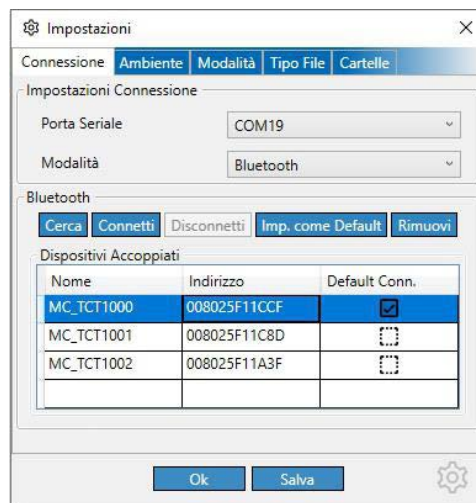 Impostazioni
Connessione Ambiente Modalità Tipo File Cartelle
Impostazioni Connessione
Porta Seriale COM19
Modalità Bluetooth
Bluetooth
Cerca Connetti Disconnetti Imp. come Default Rimuovi
Dispositivi Accoppiati
Nome Indirizzo Default Conn.
MC_TCT1000 008025F11CCF
MC_TCT1001 008025F11C8D
MC_TCT1002 008025F11A3F
Ok Salva